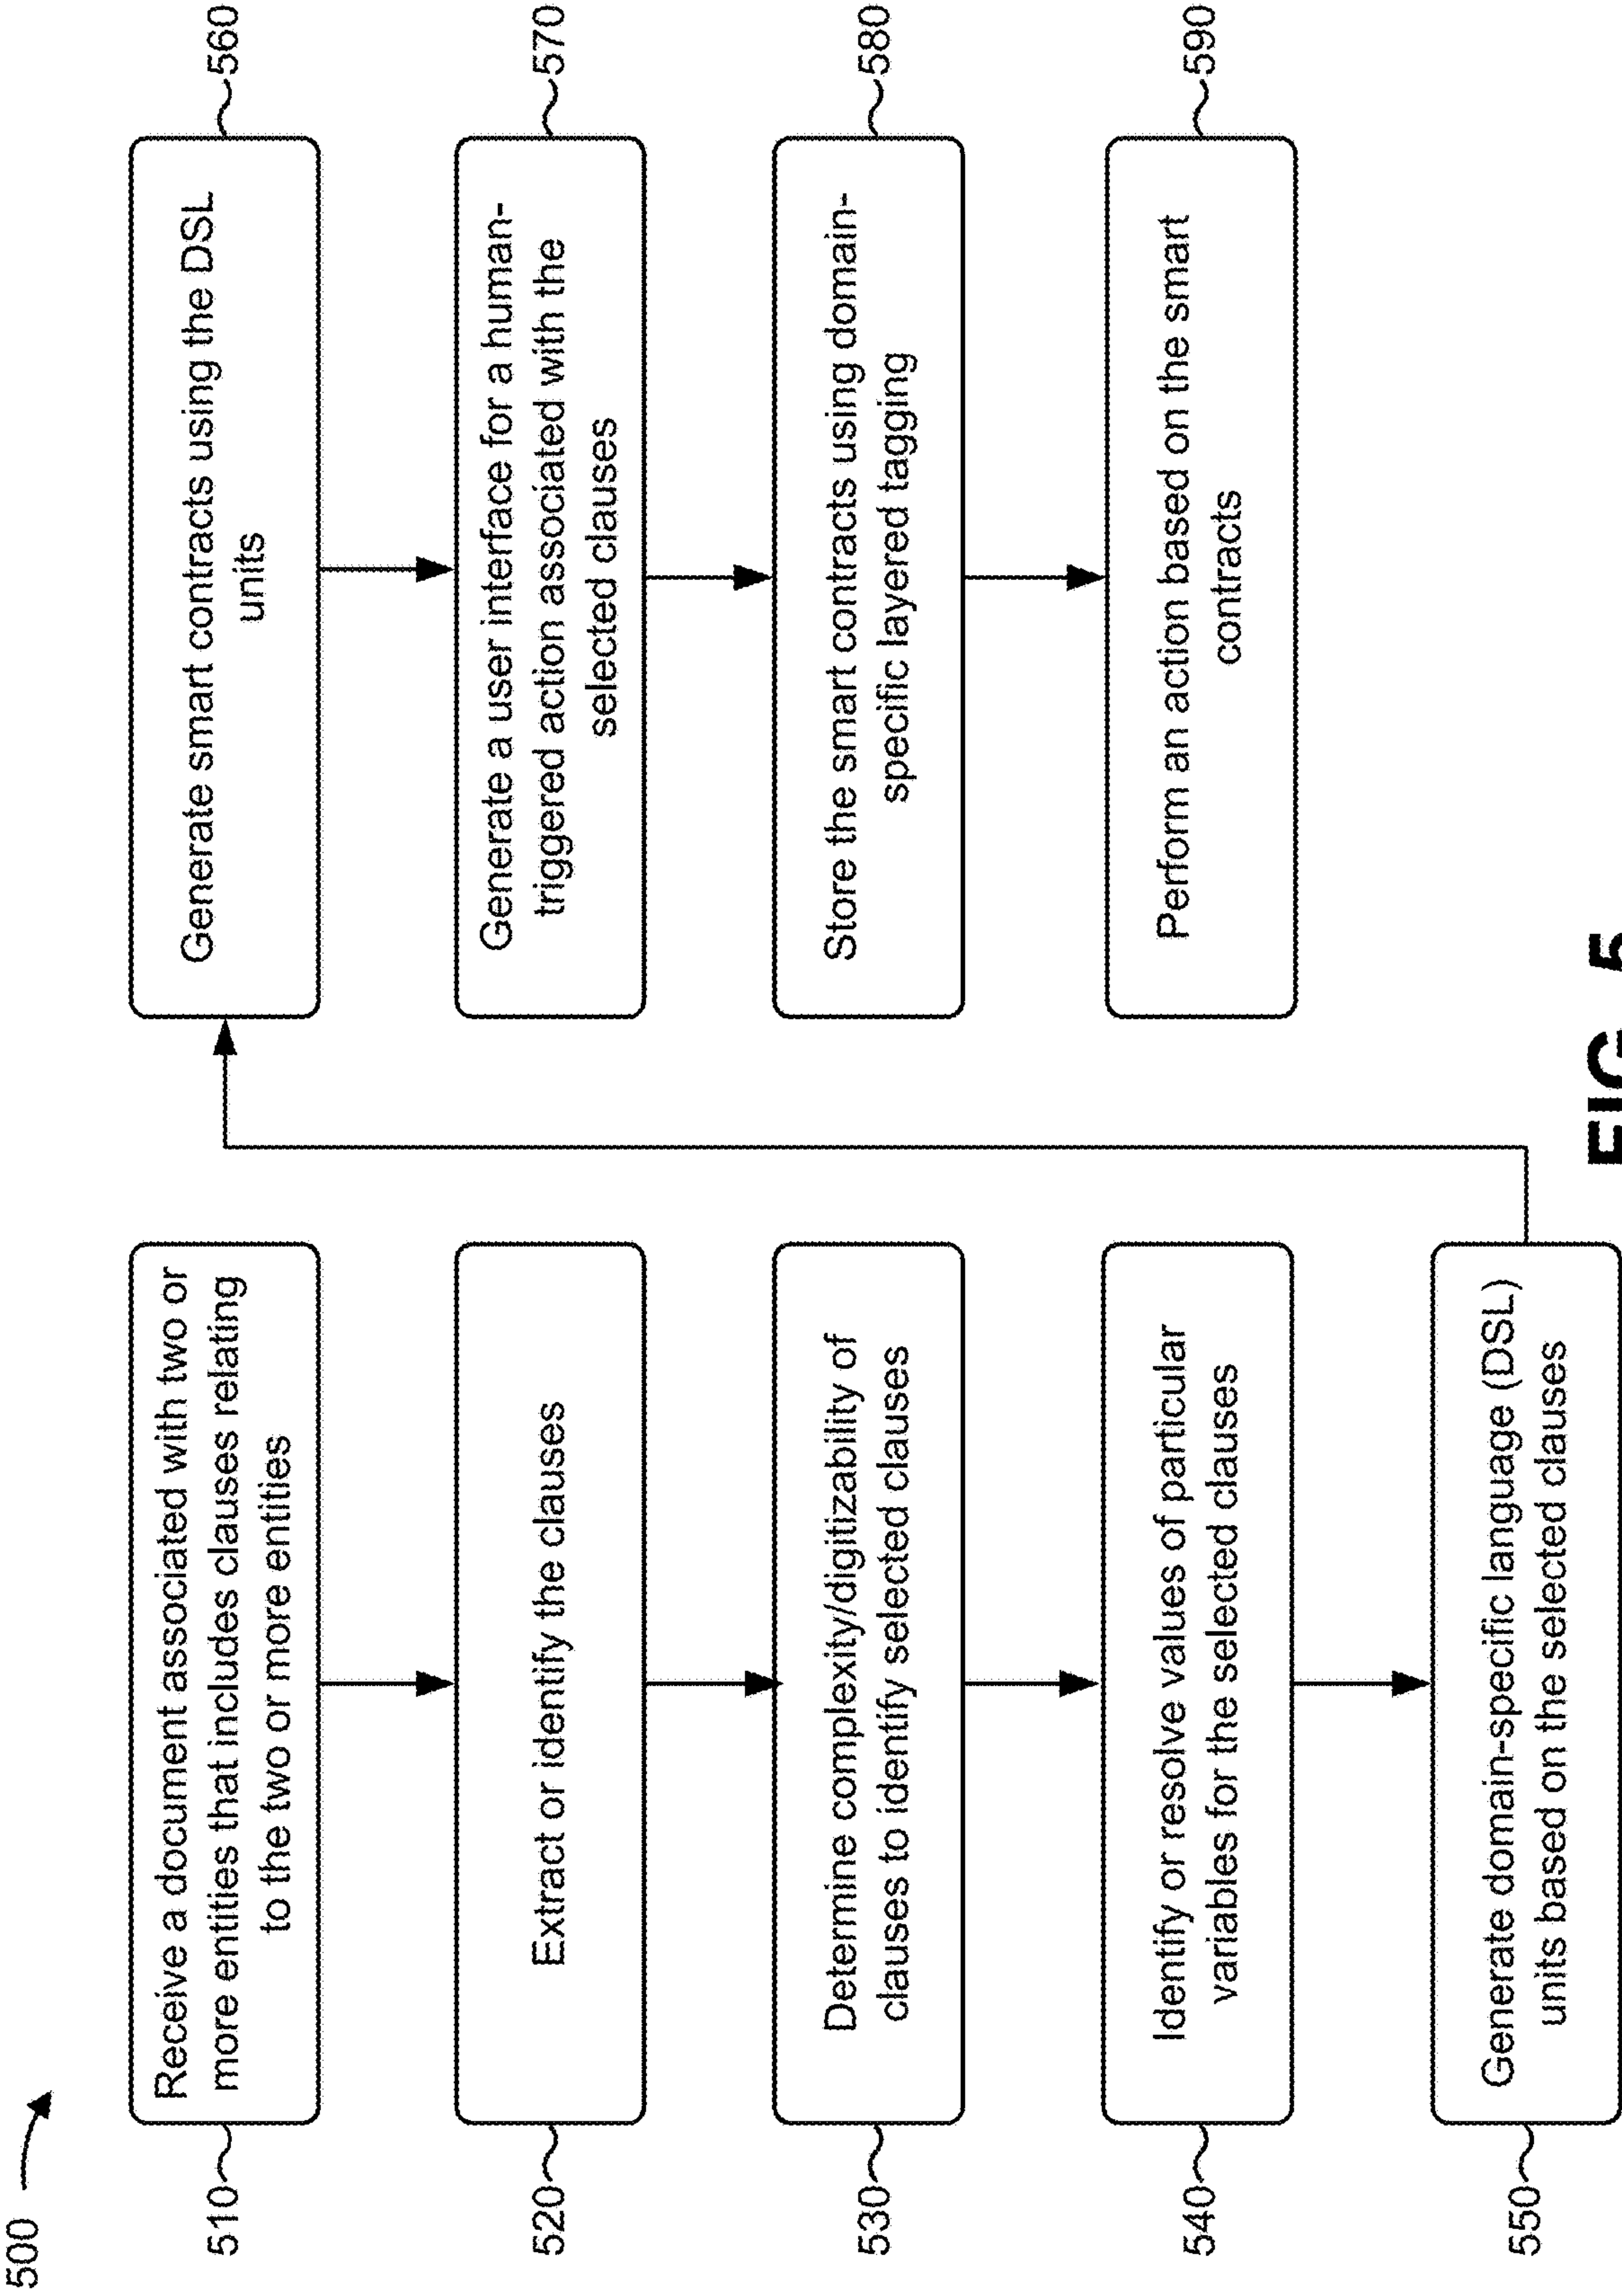 500
510
Receive a document associated with two or
more entities that includes clauses relating
to the two or more entities
520
Extract or identify the clauses
530
Determine complexity/digitizability of
clauses to identify selected clauses
540
Identify or resolve values of particular
variables for the selected clauses
550
Generate domain-specific language (DSL)
units based on the selected clauses
560
Generate smart contracts using the DSL
units
570
Generate a user interface for a human-
triggered action associated with the
selected clauses
580
Store the smart contracts using domain-
specific layered tagging
590
Perform an action based on the smart
contracts
FIG. 5